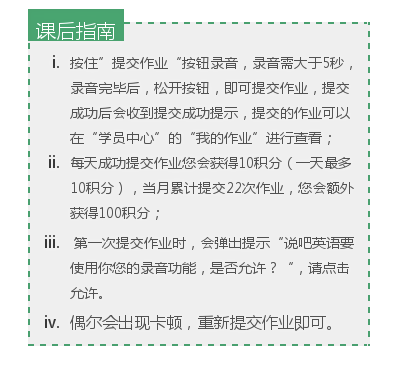 课后指南
i. 按住”提交作业“按钮录音，录音需大于5秒，
录音完毕后，松开按钮，即可提交作业，提交
成功后会收到提交成功提示，提交的作业可以
在“学员中心”的“我的作业”进行查看；
ii. 每天成功提交作业您会获得10积分（一天最多
10积分），当月累计提交22次作业，您会额外
获得100积分；
iii. 第一次提交作业时，会弹出提示“说吧英语要
使用你您的录音功能，是否允许？“，请点击
允许。
iv. 偶尔会出现卡顿，重新提交作业即可。